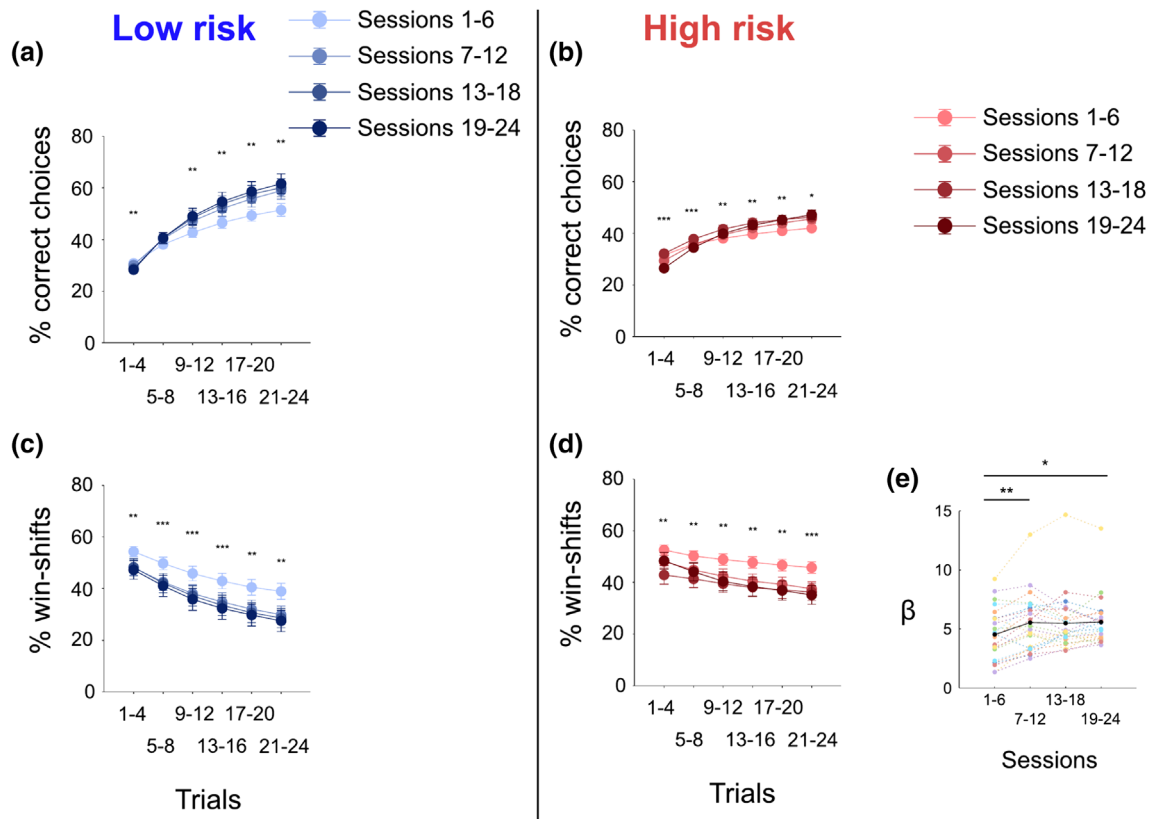 Low risk
High risk
(a)
Sessions 1-6
Sessions 7-12
Sessions 13-18
Sessions 19-24
% correct choices
80
60
40
20
0
** ** ** ** **
1-4 9-12 17-20
5-8 13-16 21-24
(b)
Sessions 1-6
Sessions 7-12
Sessions 13-18
Sessions 19-24
% correct choices
80
60
40
20
0
*** *** ** ** ** *
1-4 9-12 17-20
5-8 13-16 21-24
(c)
% win-shifts
80
60
40
20
0
** *** *** *** ** **
1-4 9-12 17-20
5-8 13-16 21-24
Trials
(d)
% win-shifts
80
60
40
20
0
** ** ** ** ** ***
1-4 9-12 17-20
5-8 13-16 21-24
Trials
(e)
*
**
β
15
10
5
0
1-6 13-18
7-12 19-24
Sessions